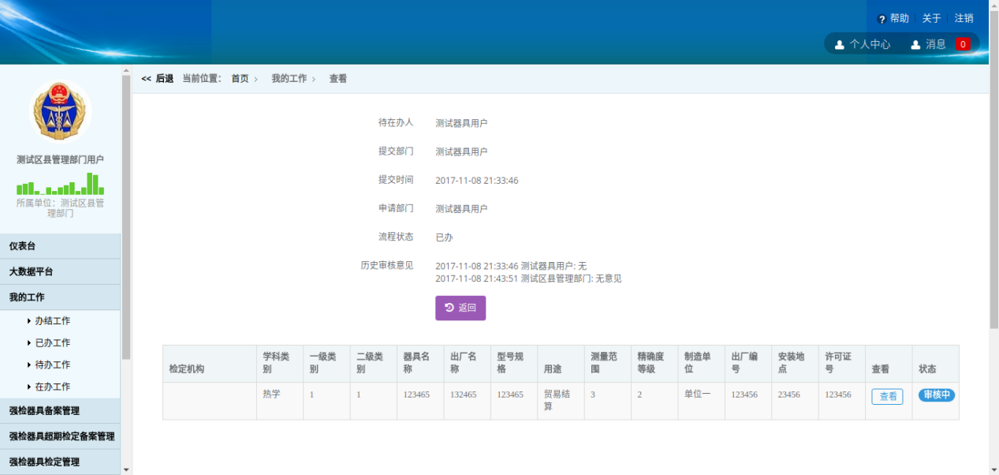 帮助 关于 注销
个人中心 消息 0
<< 后退 当前位置： 首页 > 我的工作 > 查看
测试区县管理部门用户
所属单位：测试区县管
理部门
仪表台
大数据平台
我的工作
办结工作
已办工作
待办工作
在办工作
强检器具备案管理
强检器具超期检定备案管理
强检器具检定管理
待在办人 测试器具用户
提交部门 测试器具用户
提交时间 2017-11-08 21:33:46
申请部门 测试器具用户
流程状态 已办
历史审核意见 2017-11-08 21:33:46 测试器具用户: 无
2017-11-08 21:43:51 测试区县管理部门: 无意见
返回
检定机构 学科类别 一级类别 二级类别 器具名称 出厂名称 型号规格 用途 测量范围 精确度等级 制造单位 出厂编号 安装地点 许可证号 查看 状态
热学 1 1 123465 132465 123465 贸易结算 3 2 单位一 123456 23456 123456 查看 审核中